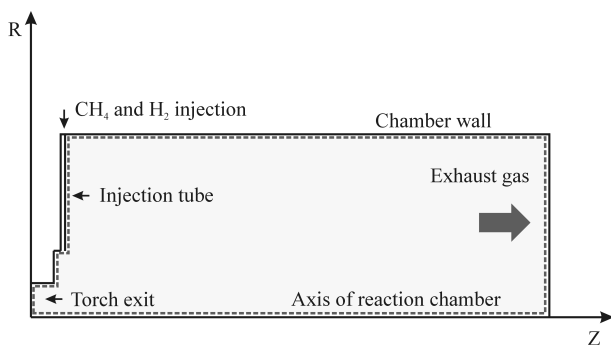 R
CH₄ and H₂ injection
Chamber wall
Exhaust gas
Injection tube
Torch exit
Axis of reaction chamber
Z